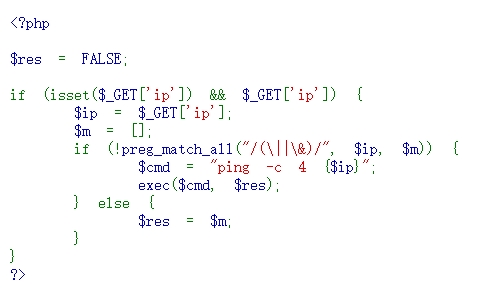 <?php
$res = FALSE;
if (isset($_GET['ip']) && $_GET['ip']) {
$ip = $_GET['ip'];
$m = [];
if (!preg_match_all("/(\||\&)/", $ip, $m)) {
$cmd = "ping -c 4 {$ip}";
exec($cmd, $res);
} else {
$res = $m;
}
}
?>